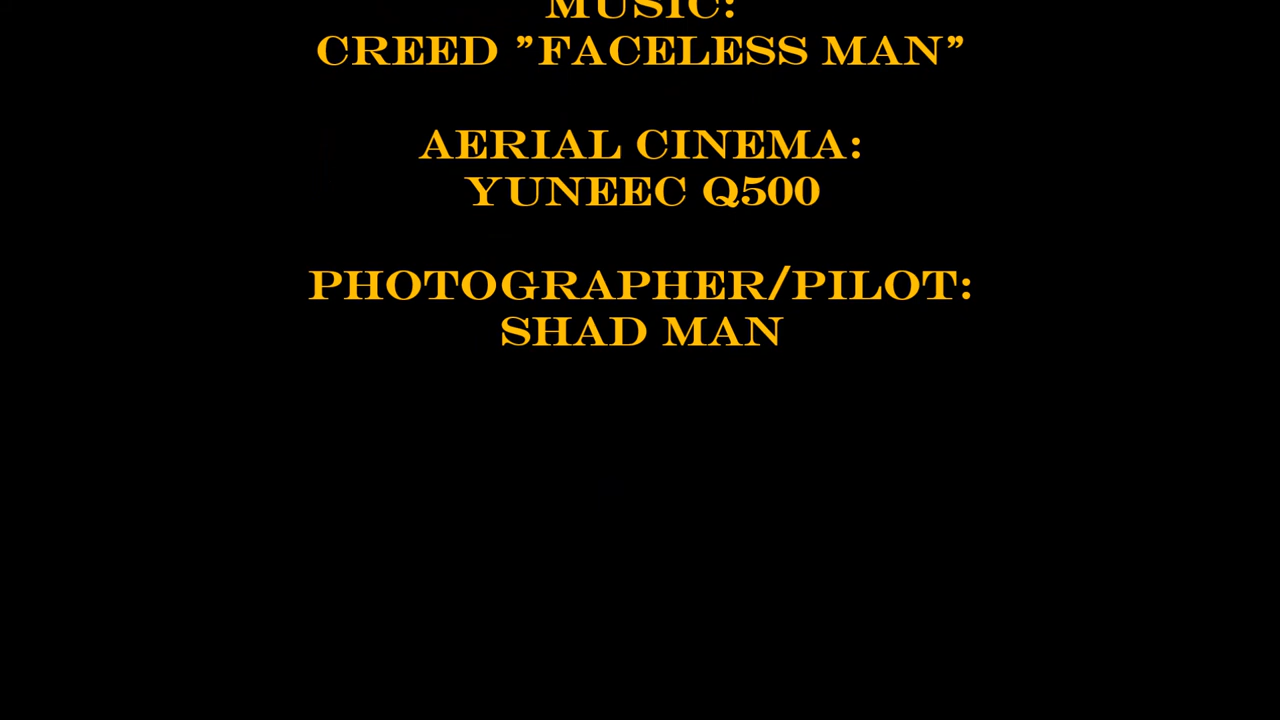 MUSIC:
CREED ”FACELESS MAN”
AERIAL CINEMA:
YUNEEC Q500
PHOTOGRAPHER/PILOT:
SHAD MAN